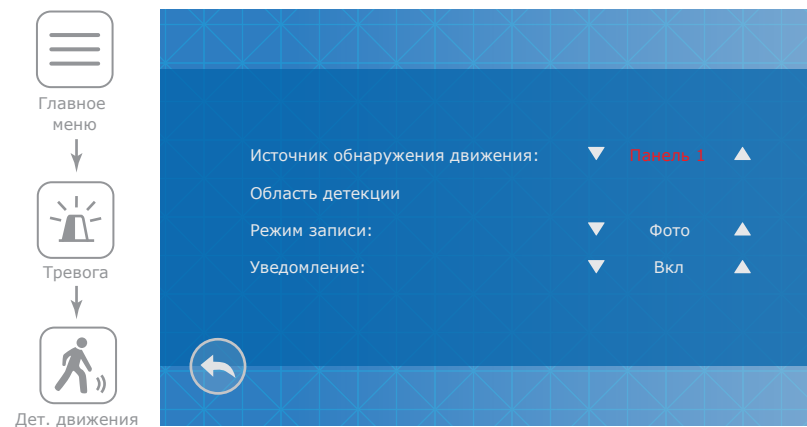 Главное
меню
Тревога
Дет. движения
Источник обнаружения движения: Панель 1
Область детекции
Режим записи: Фото
Уведомление: Вкл